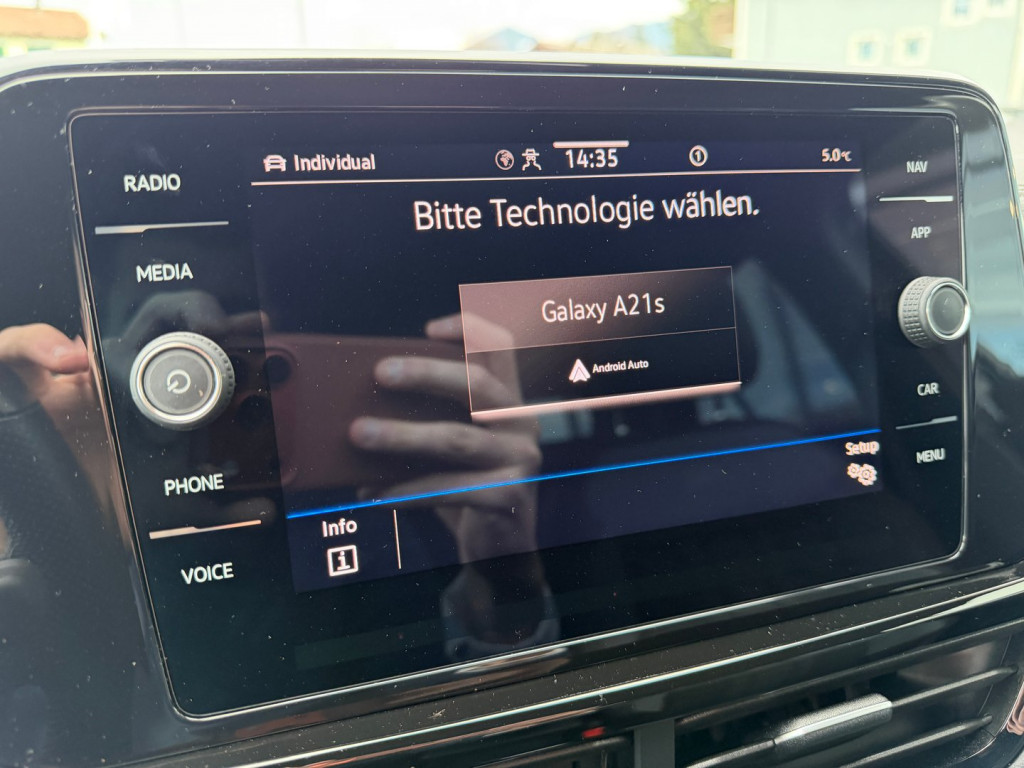 Individual
14:35
1
5.0°C
RADIO
MEDIA
PHONE
VOICE
Bitte Technologie wählen.
Galaxy A21s
Android Auto
Setup
Info
i
NAV
APP
CAR
MENU